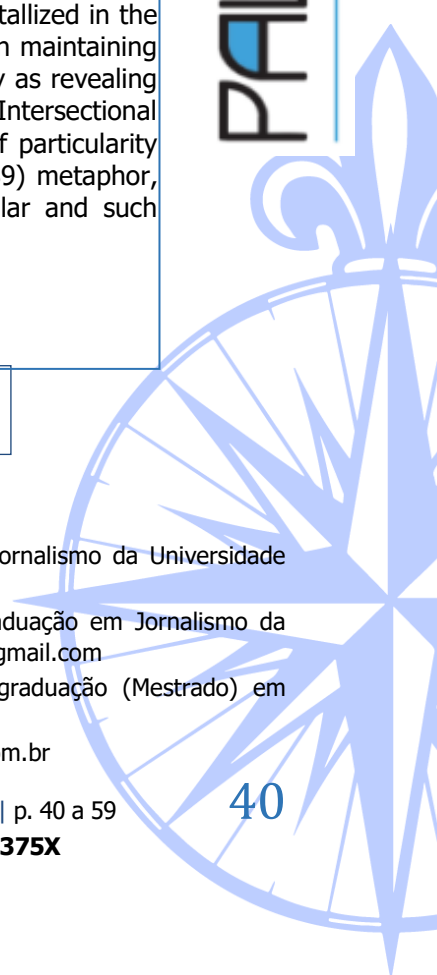 tallized in the
maintaining
y as revealing
Intersectional
particularity
9) metaphor,
lar and such
ornalismo da Universidade
aduação em Jornalismo da
gmail.com
graduação (Mestrado) em
m.br
| p. 40 a 59
40
375X